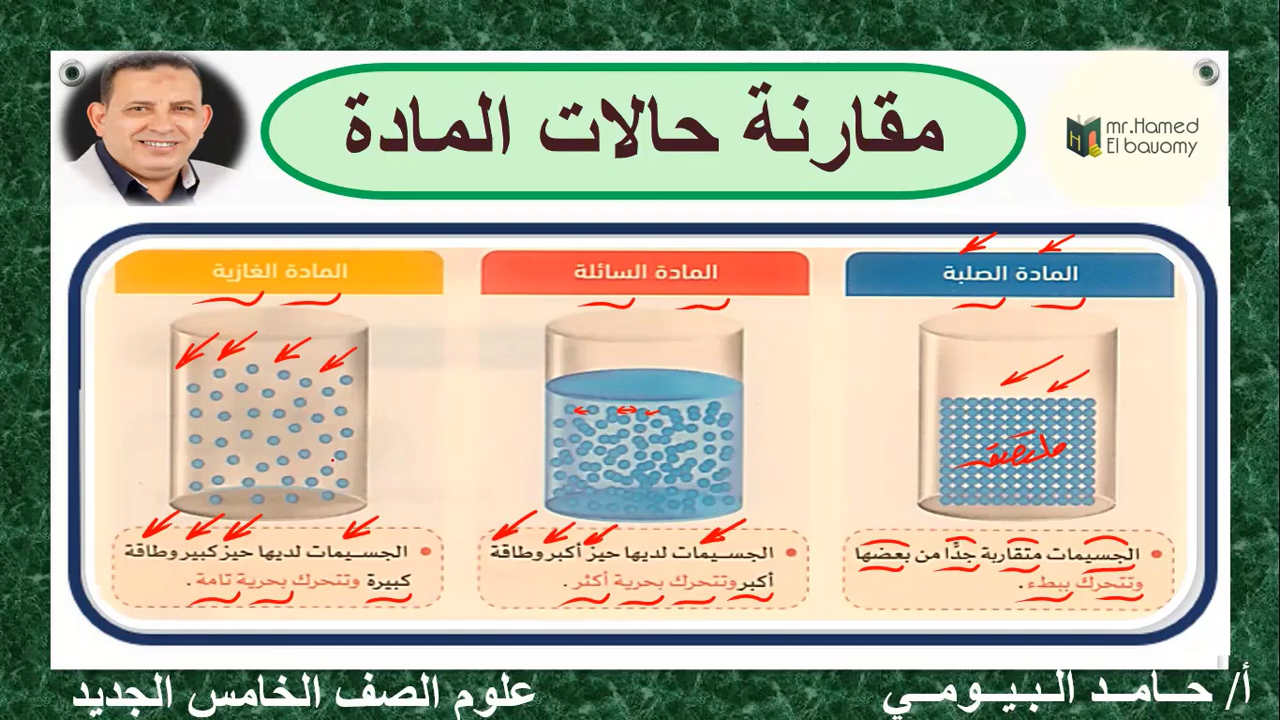 مقارنة حالات المادة
mr.Hamed
El bauomy
المادة الصلبة
المادة السائلة
المادة الغازية
ملتصقة
الجسيمات متقاربة جدًّا من بعضها
وتتحرك ببطء.
الجسيمات لديها حيز أكبر وطاقة
أكبر وتتحرك بحرية أكثر.
الجسيمات لديها حيز كبير وطاقة
كبيرة وتتحرك بحرية تامة.
أ/ حامد البيومي
علوم الصف الخامس الجديد